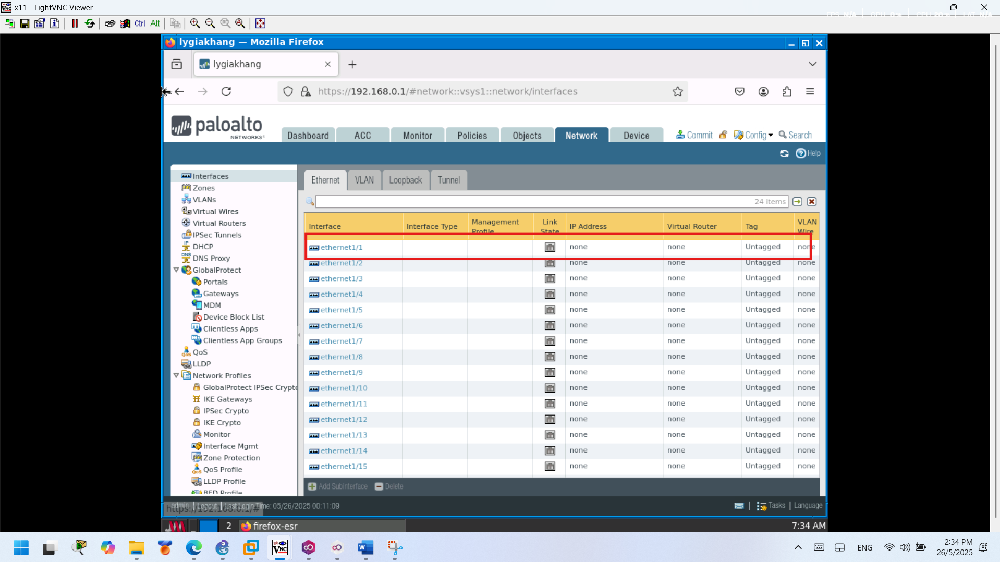 x11 - TightVNC Viewer
FPS N/A GPU 0% CPU 20% LAT N/A
Ctrl Alt
lygiakhang — Mozilla Firefox
lygiakhang
https://192.168.0.1/#network::vsys1::network/interfaces
paloalto
NETWORKS®
Dashboard ACC Monitor Policies Objects Network Device Commit Config Search
Help
Interfaces
Zones
VLANs
Virtual Wires
Virtual Routers
IPSec Tunnels
DHCP
DNS Proxy
GlobalProtect
Portals
Gateways
MDM
Device Block List
Clientless Apps
Clientless App Groups
QoS
LLDP
Network Profiles
GlobalProtect IPSec Crypto
IKE Gateways
IPSec Crypto
IKE Crypto
Monitor
Interface Mgmt
Zone Protection
QoS Profile
LLDP Profile
BFD Profile
Ethernet VLAN Loopback Tunnel
24 items
Interface Interface Type Management Profile Link State IP Address Virtual Router Tag VLAN Wire
ethernet1/1 none none Untagged none
ethernet1/2 none none Untagged none
ethernet1/3 none none Untagged none
ethernet1/4 none none Untagged none
ethernet1/5 none none Untagged none
ethernet1/6 none none Untagged none
ethernet1/7 none none Untagged none
ethernet1/8 none none Untagged none
ethernet1/9 none none Untagged none
ethernet1/10 none none Untagged none
ethernet1/11 none none Untagged none
ethernet1/12 none none Untagged none
ethernet1/13 none none Untagged none
ethernet1/14 none none Untagged none
ethernet1/15 none none Untagged none
Add Subinterface Delete
admin | Logout | Last Login Time: 05/26/2025 00:11:09
https://192.168.0.1/#
| Tasks | Language
2 firefox-esr 7:34 AM
ENG 2:34 PM
26/5/2025